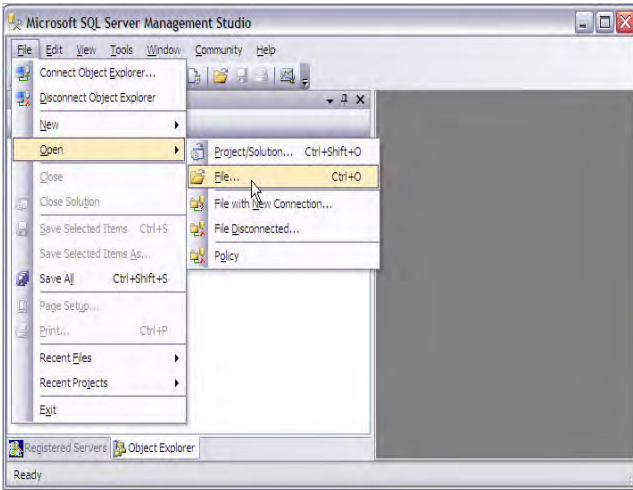 Microsoft SQL Server Management Studio
File Edit View Tools Window Community Help
Connect Object Explorer...
Disconnect Object Explorer
New
Open
Project/Solution... Ctrl+Shift+O
File... Ctrl+O
File with New Connection...
File Disconnected...
Policy
Close
Close Solution
Save Selected Items Ctrl+S
Save Selected Items As...
Save All Ctrl+Shift+S
Page Setup...
Print... Ctrl+P
Recent Files
Recent Projects
Exit
Registered Servers Object Explorer
Ready